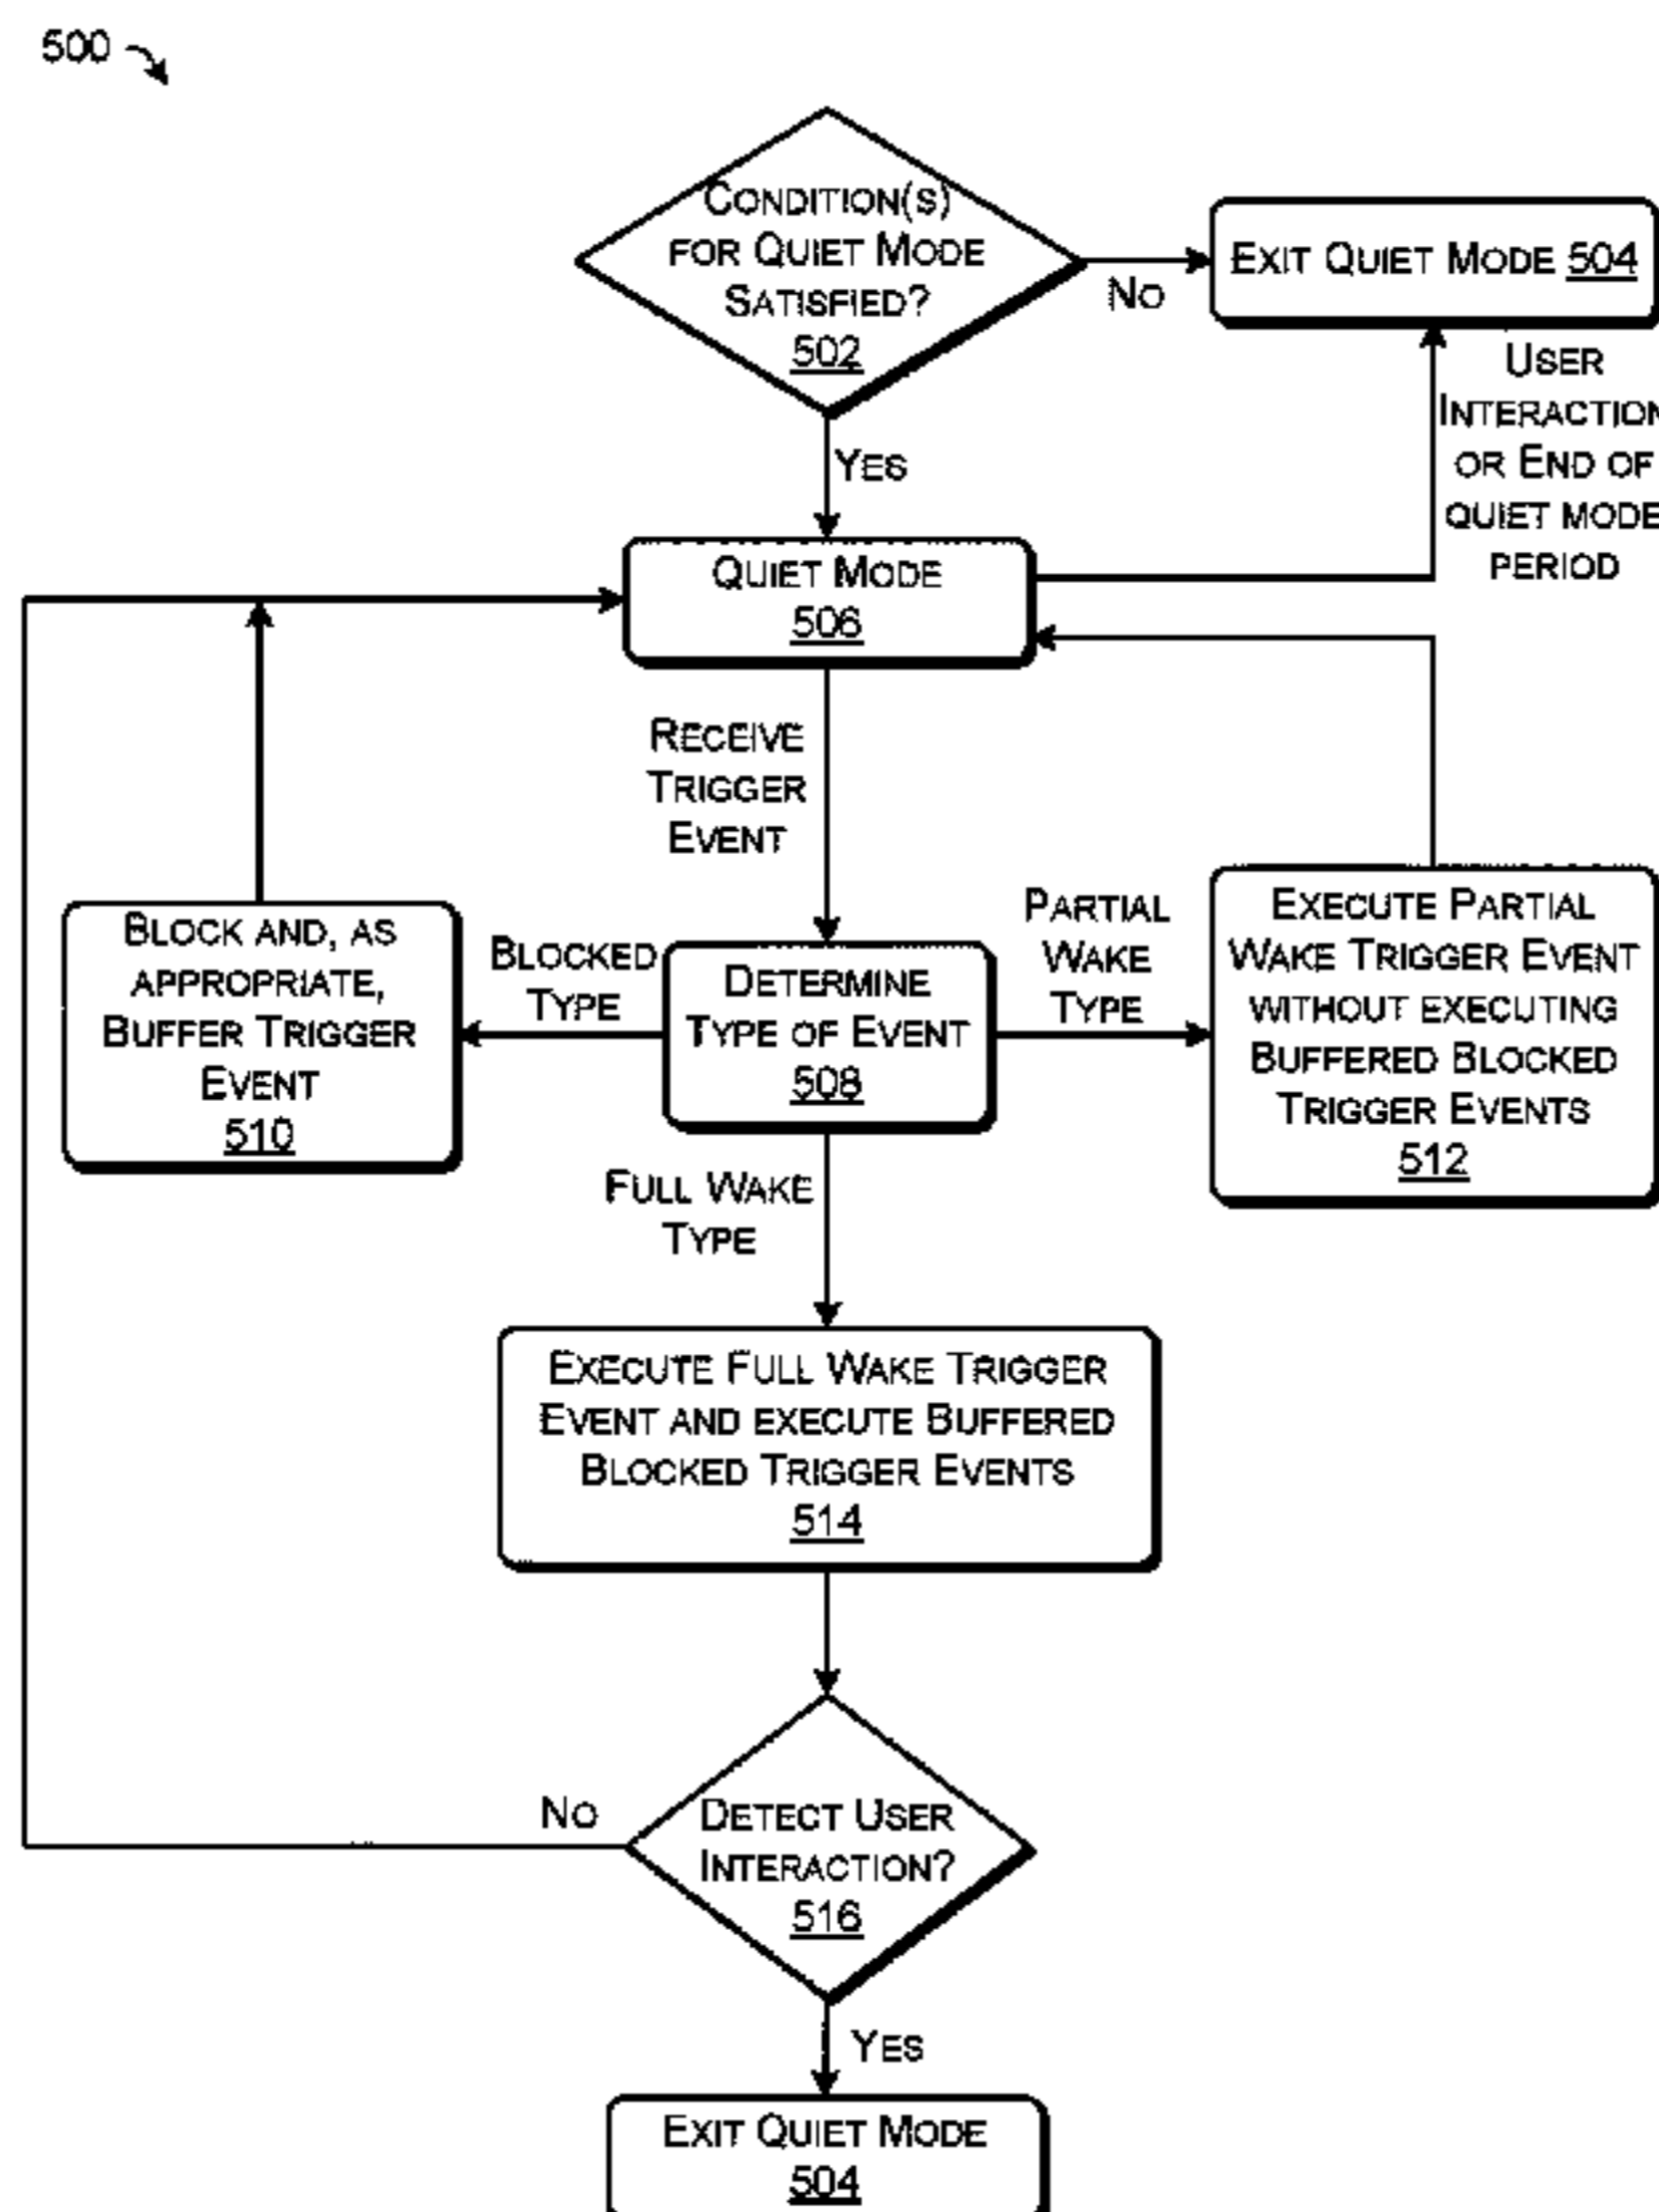 500
CONDITION(S)
FOR QUIET MODE
SATISFIED?
502
NO
EXIT QUIET MODE 504
YES
USER
INTERACTION
OR END OF
QUIET MODE
PERIOD
QUIET MODE
506
RECEIVE
TRIGGER
EVENT
BLOCK AND, AS
APPROPRIATE,
BUFFER TRIGGER
EVENT
510
BLOCKED
TYPE
DETERMINE
TYPE OF EVENT
508
PARTIAL
WAKE
TYPE
EXECUTE PARTIAL
WAKE TRIGGER EVENT
WITHOUT EXECUTING
BUFFERED BLOCKED
TRIGGER EVENTS
512
FULL WAKE
TYPE
EXECUTE FULL WAKE TRIGGER
EVENT AND EXECUTE BUFFERED
BLOCKED TRIGGER EVENTS
514
NO
DETECT USER
INTERACTION?
516
YES
EXIT QUIET MODE
504